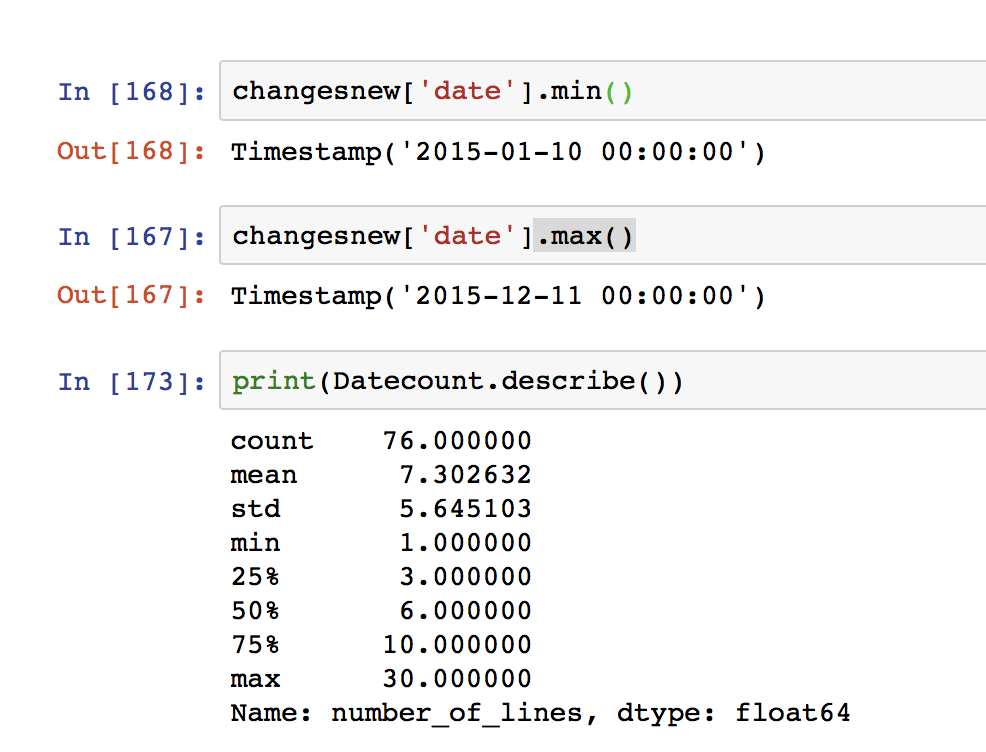 In [168]: changesnew['date'].min()
Out[168]: Timestamp('2015-01-10 00:00:00')
In [167]: changesnew['date'].max()
Out[167]: Timestamp('2015-12-11 00:00:00')
In [173]: print(Datecount.describe())
count    76.000000
mean      7.302632
std       5.645103
min       1.000000
25%       3.000000
50%       6.000000
75%      10.000000
max      30.000000
Name: number_of_lines, dtype: float64